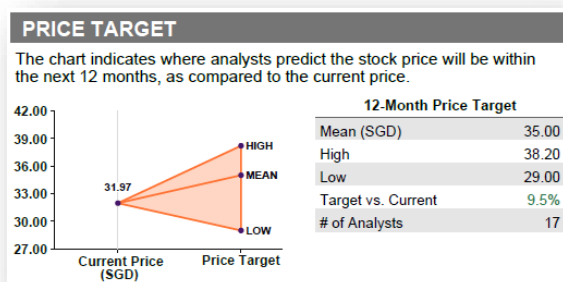 PRICE TARGET
The chart indicates where analysts predict the stock price will be within
the next 12 months, as compared to the current price.
42.00
39.00
36.00
33.00
30.00
27.00
31.97
HIGH
MEAN
LOW
Current Price
(SGD)
Price Target
12-Month Price Target
Mean (SGD) 35.00
High 38.20
Low 29.00
Target vs. Current 9.5%
# of Analysts 17